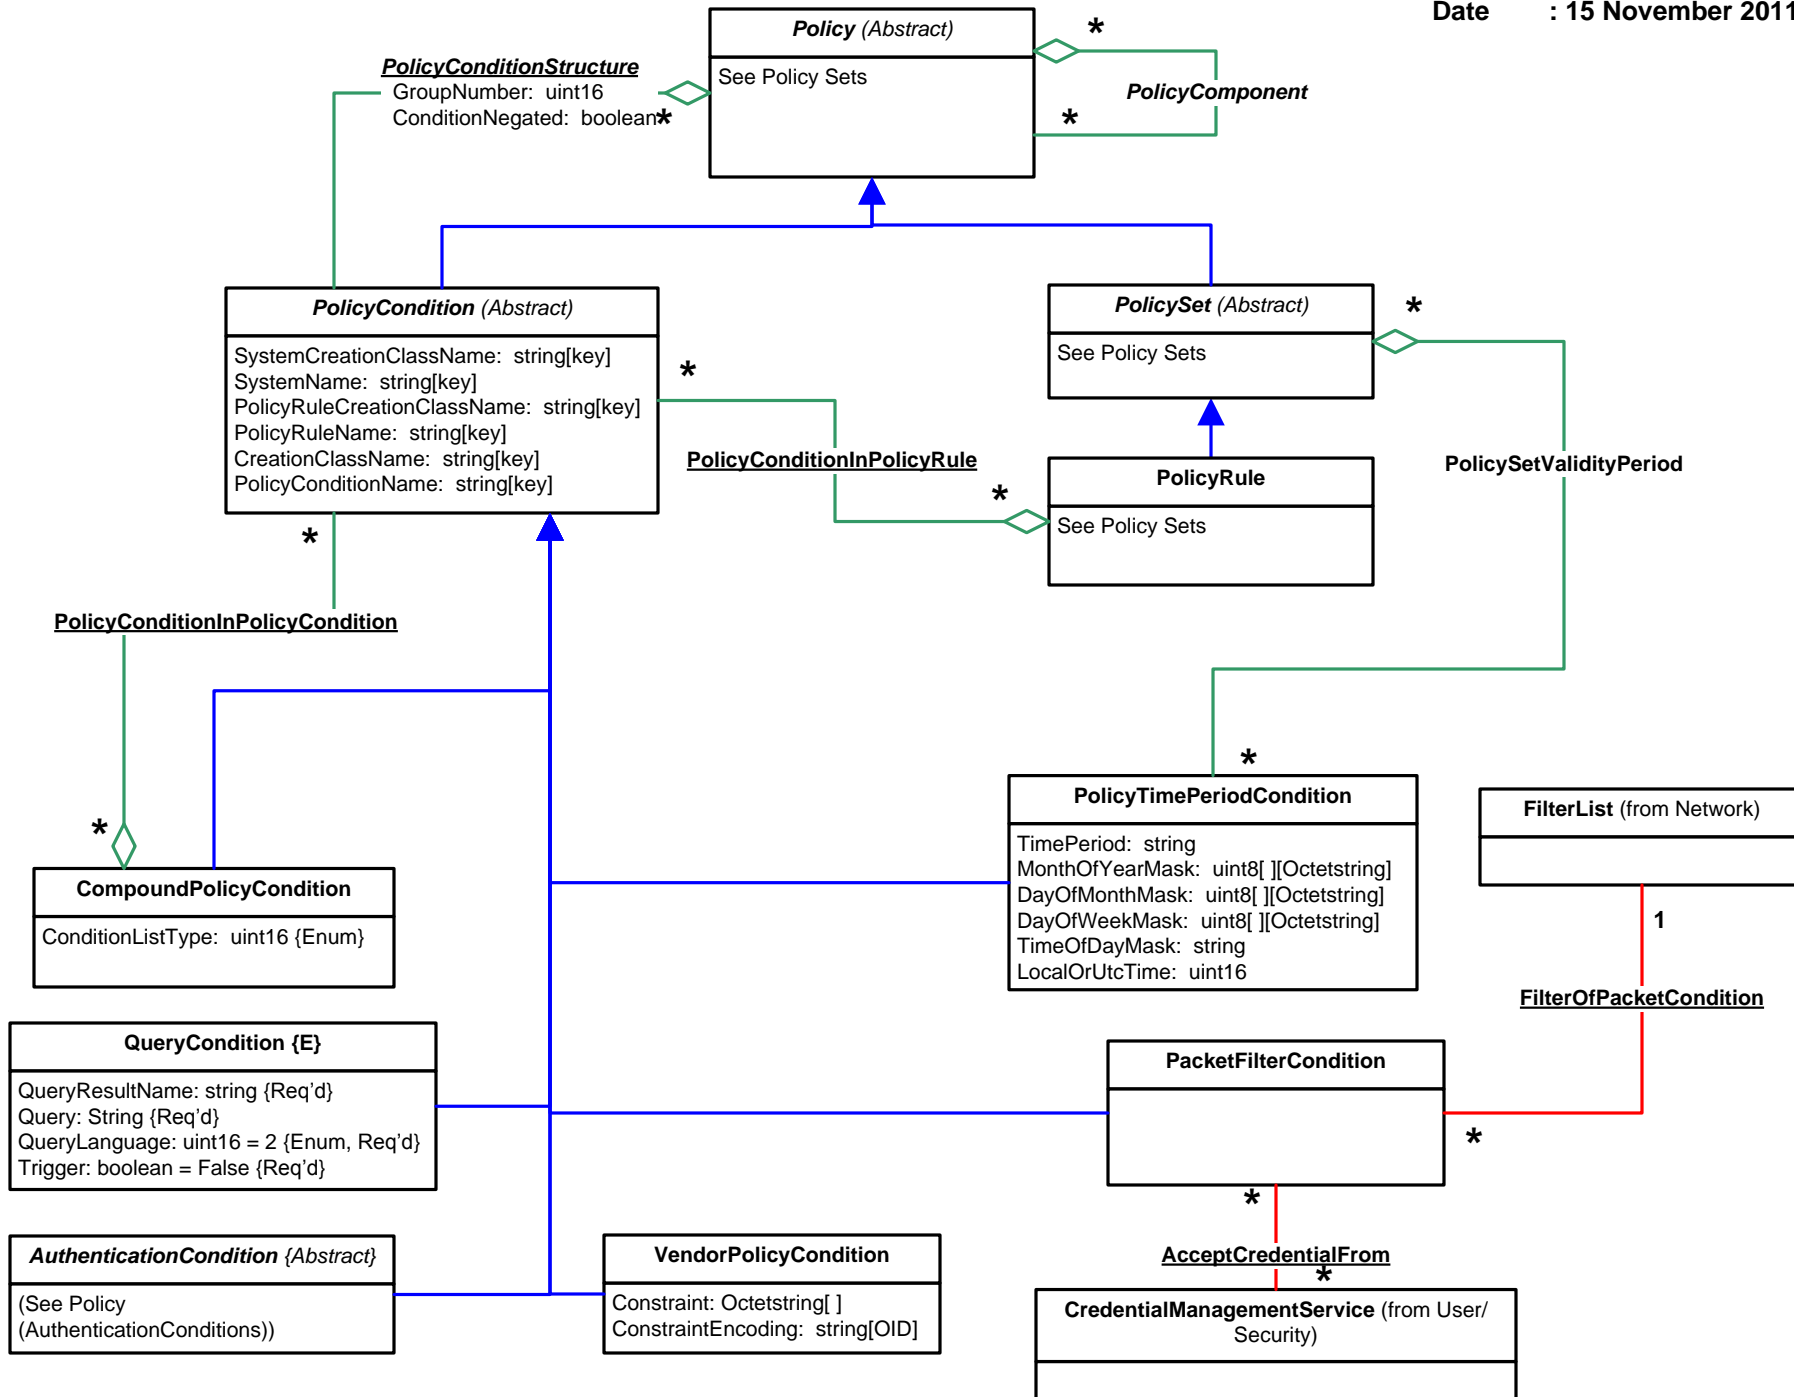 Date : 15 November 2011
Policy (Abstract)
See Policy Sets
*
PolicyComponent
*
PolicyConditionStructure
GroupNumber: uint16
ConditionNegated: boolean
*
PolicyCondition (Abstract)
SystemCreationClassName: string[key]
SystemName: string[key]
PolicyRuleCreationClassName: string[key]
PolicyRuleName: string[key]
CreationClassName: string[key]
PolicyConditionName: string[key]
*
*
PolicySet (Abstract)
See Policy Sets
*
PolicyConditionInPolicyRule
*
PolicyRule
See Policy Sets
PolicySetValidityPeriod
*
PolicyConditionInPolicyCondition
*
CompoundPolicyCondition
ConditionListType: uint16 {Enum}
PolicyTimePeriodCondition
TimePeriod: string
MonthOfYearMask: uint8[ ][Octetstring]
DayOfMonthMask: uint8[ ][Octetstring]
DayOfWeekMask: uint8[ ][Octetstring]
TimeOfDayMask: string
LocalOrUtcTime: uint16
FilterList (from Network)
1
FilterOfPacketCondition
*
QueryCondition {E}
QueryResultName: string {Req’d}
Query: String {Req’d}
QueryLanguage: uint16 = 2 {Enum, Req’d}
Trigger: boolean = False {Req’d}
PacketFilterCondition
*
AcceptCredentialFrom
*
AuthenticationCondition {Abstract}
(See Policy
(AuthenticationConditions))
VendorPolicyCondition
Constraint: Octetstring[ ]
ConstraintEncoding: string[OID]
CredentialManagementService (from User/
Security)